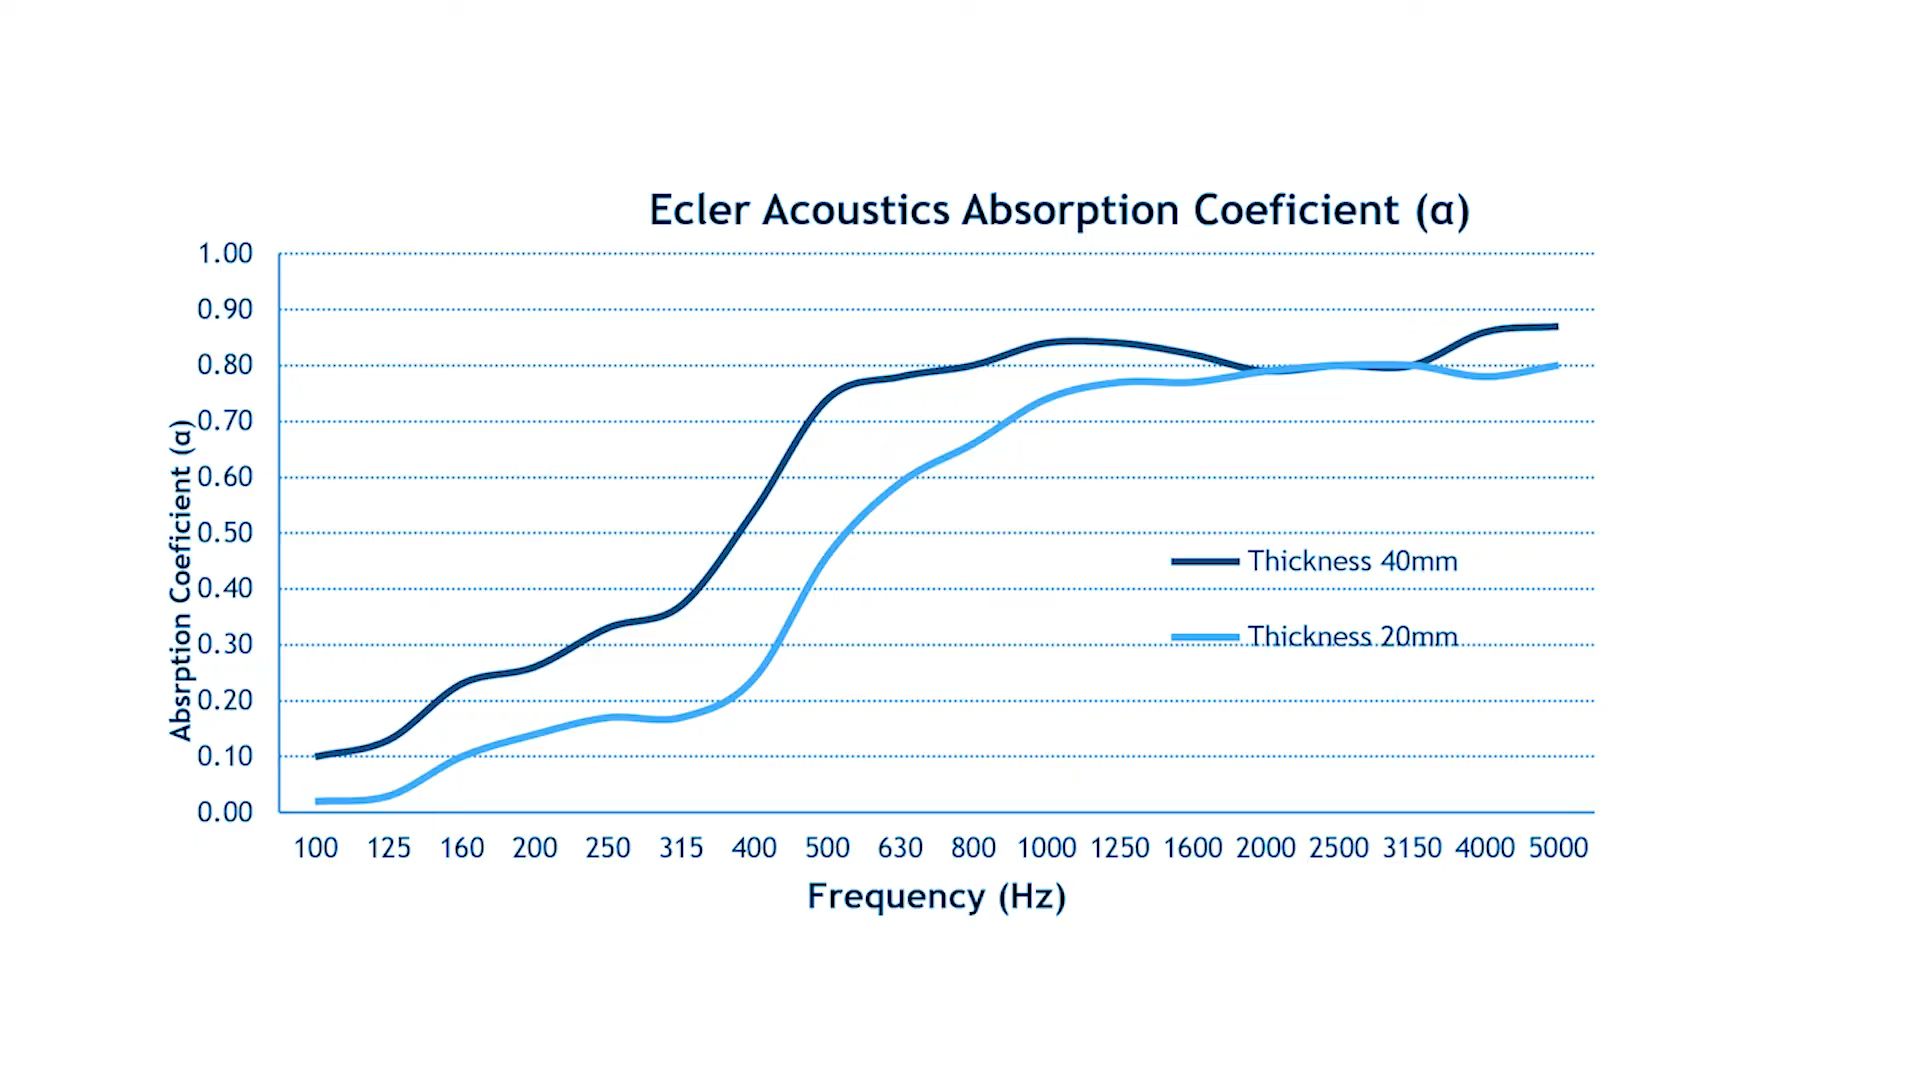 Ecler Acoustics Absorption Coeficient (α)
1.00
0.90
0.80
0.70
0.60
0.50
0.40
0.30
0.20
0.10
0.00
Absrption Coeficient (α)
Thickness 40mm
Thickness 20mm
100 125 160 200 250 315 400 500 630 800 1000 1250 1600 2000 2500 3150 4000 5000
Frequency (Hz)